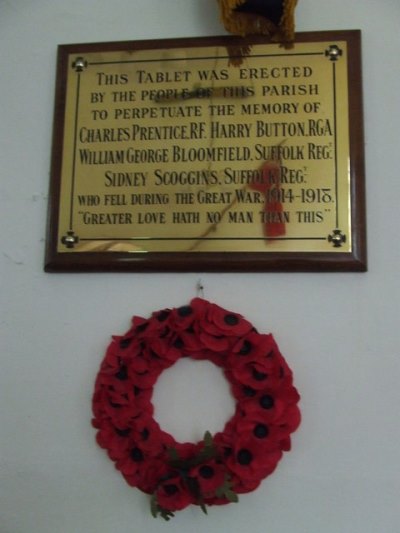 THIS TABLET WAS ERECTED
BY THE PEOPLE OF THIS PARISH
TO PERPETUATE THE MEMORY OF
CHARLES PRENTICE, R.F. HARRY BUTTON, R.G.A.
WILLIAM GEORGE BLOOMFIELD, SUFFOLK REGT.
SIDNEY SCOGGINS, SUFFOLK REGT.
WHO FELL DURING THE GREAT WAR, 1914-1918.
"GREATER LOVE HATH NO MAN THAN THIS"